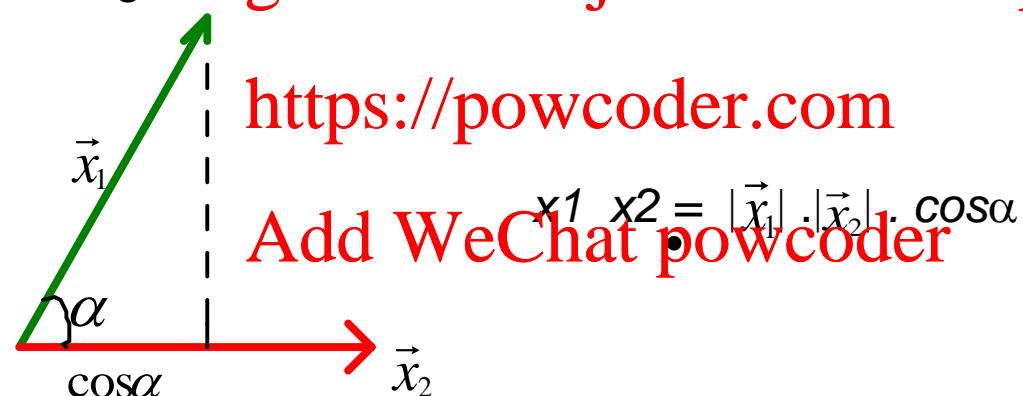 https://powcoder.com
x⃗₁
x1 x2 = |x⃗₁| .|x⃗₂| . cosα
Add WeChat powcoder
α
x⃗₂
cosα